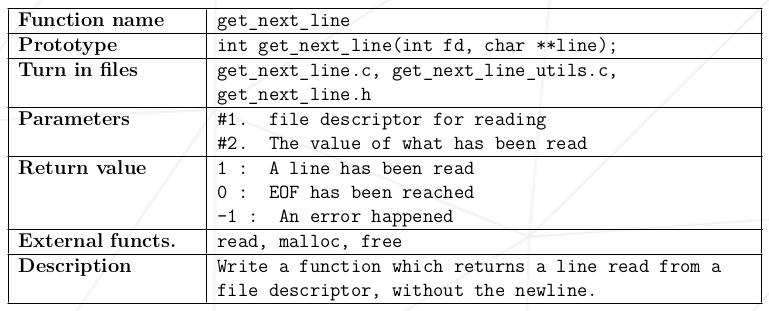 Function name get_next_line
Prototype int get_next_line(int fd, char **line);
Turn in files get_next_line.c, get_next_line_utils.c,
get_next_line.h
Parameters #1. file descriptor for reading
#2. The value of what has been read
Return value 1 : A line has been read
0 : EOF has been reached
-1 : An error happened
External functs. read, malloc, free
Description Write a function which returns a line read from a
file descriptor, without the newline.